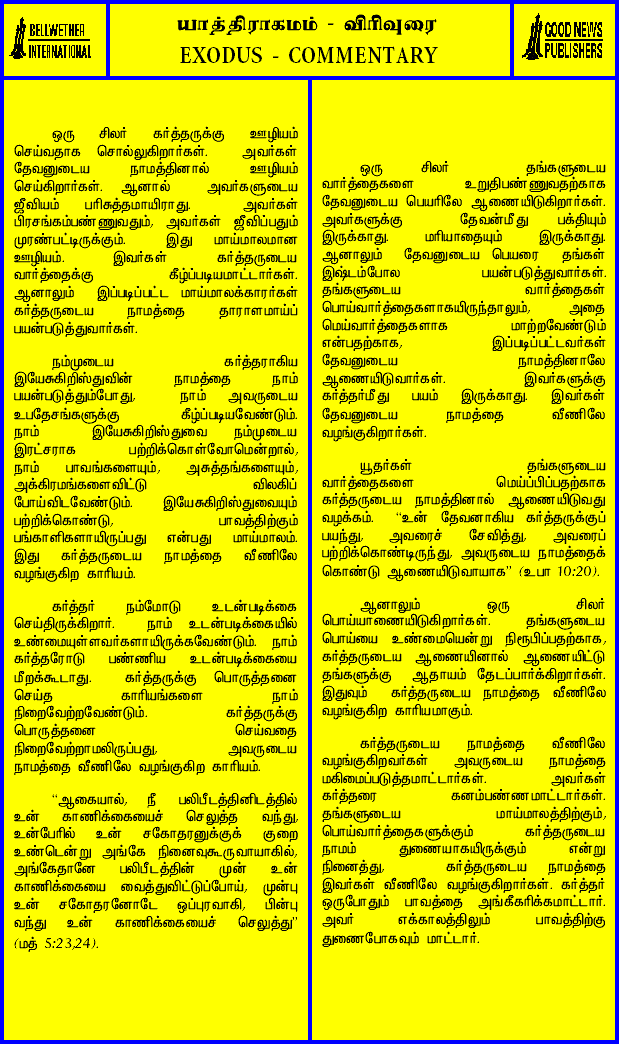 BELLWETHER
INTERNATIONAL
யாத்திராகமம் - விரிவுரை
EXODUS - COMMENTARY
GOOD NEWS
PUBLISHERS
ஒரு சிலர் கர்த்தருக்கு ஊழியம்
செய்வதாக சொல்லுகிறார்கள். அவர்கள்
தேவனுடைய நாமத்தினால் ஊழியம்
செய்கிறார்கள். ஆனால் அவர்களுடைய
ஜீவியம் பரிசுத்தமாயிராது. அவர்கள்
பிரசங்கம்பண்ணுவதும், அவர்கள் ஜீவிப்பதும்
முரண்பட்டிருக்கும். இது மாய்மாலமான
ஊழியம். இவர்கள் கர்த்தருடைய
வார்த்தைக்கு கீழ்ப்படியமாட்டார்கள்.
ஆனாலும் இப்படிப்பட்ட மாய்மாலக்காரர்கள்
கர்த்தருடைய நாமத்தை தாராளமாய்ப்
பயன்படுத்துவார்கள்.
நம்முடைய கர்த்தராகிய
இயேசுகிறிஸ்துவின் நாமத்தை நாம்
பயன்படுத்தும்போது, நாம் அவருடைய
உபதேசங்களுக்கு கீழ்ப்படியவேண்டும்.
நாம் இயேசுகிறிஸ்துவை நம்முடைய
இரட்சராக பற்றிக்கொள்வோமென்றால்,
நாம் பாவங்களையும், அசுத்தங்களையும்,
அக்கிரமங்களைவிட்டு விலகிப்
போய்விடவேண்டும். இயேசுகிறிஸ்துவையும்
பற்றிக்கொண்டு, பாவத்திற்கும்
பங்காளிகளாயிருப்பது என்பது மாய்மாலம்.
இது கர்த்தருடைய நாமத்தை வீணிலே
வழங்குகிற காரியம்.
கர்த்தர் நம்மோடு உடன்படிக்கை
செய்திருக்கிறார். நாம் உடன்படிக்கையில்
உண்மையுள்ளவர்களாயிருக்கவேண்டும். நாம்
கர்த்தரோடு பண்ணிய உடன்படிக்கையை
மீறக்கூடாது. கர்த்தருக்கு பொருத்தனை
செய்த காரியங்களை நாம்
நிறைவேற்றவேண்டும். கர்த்தருக்கு
பொருத்தனை செய்வதை
நிறைவேற்றாமலிருப்பது, அவருடைய
நாமத்தை வீணிலே வழங்குகிற காரியம்.
“ஆகையால், நீ பலிபீடத்தினிடத்தில்
உன் காணிக்கையைச் செலுத்த வந்து,
உன்பேரில் உன் சகோதரனுக்குக் குறை
உண்டென்று அங்கே நினைவுகூருவாயாகில்,
அங்கேதானே பலிபீடத்தின் முன் உன்
காணிக்கையை வைத்துவிட்டுப்போய், முன்பு
உன் சகோதரனோடே ஒப்புரவாகி, பின்பு
வந்து உன் காணிக்கையைச் செலுத்து”
(மத் 5:23,24).
ஒரு சிலர் தங்களுடைய
வார்த்தைகளை உறுதிபண்ணுவதற்காக
தேவனுடைய பெயரிலே ஆணையிடுகிறார்கள்.
அவர்களுக்கு தேவன்மீது பக்தியும்
இருக்காது. மரியாதையும் இருக்காது.
ஆனாலும் தேவனுடைய பெயரை தங்கள்
இஷ்டம்போல பயன்படுத்துவார்கள்.
தங்களுடைய வார்த்தைகள்
பொய்வார்த்தைகளாகயிருந்தாலும், அதை
மெய்வார்த்தைகளாக மாற்றவேண்டும்
என்பதற்காக, இப்படிப்பட்டவர்கள்
தேவனுடைய நாமத்தினாலே
ஆணையிடுவார்கள். இவர்களுக்கு
கர்த்தர்மீது பயம் இருக்காது. இவர்கள்
தேவனுடைய நாமத்தை வீணிலே
வழங்குகிறார்கள்.
யூதர்கள் தங்களுடைய
வார்த்தைகளை மெய்ப்பிப்பதற்காக
கர்த்தருடைய நாமத்தினால் ஆணையிடுவது
வழக்கம். “உன் தேவனாகிய கர்த்தருக்குப்
பயந்து, அவரைச் சேவித்து, அவரைப்
பற்றிக்கொண்டிருந்து, அவருடைய நாமத்தைக்
கொண்டு ஆணையிடுவாயாக” (உபா 10:20).
ஆனாலும் ஒரு சிலர்
பொய்யாணையிடுகிறார்கள். தங்களுடைய
பொய்யை உண்மையென்று நிரூபிப்பதற்காக,
கர்த்தருடைய ஆணையினால் ஆணையிட்டு
தங்களுக்கு ஆதாயம் தேடப்பார்க்கிறார்கள்.
இதுவும் கர்த்தருடைய நாமத்தை வீணிலே
வழங்குகிற காரியமாகும்.
கர்த்தருடைய நாமத்தை வீணிலே
வழங்குகிறவர்கள் அவருடைய நாமத்தை
மகிமைப்படுத்தமாட்டார்கள். அவர்கள்
கர்த்தரை கனம்பண்ணமாட்டார்கள்.
தங்களுடைய மாய்மாலத்திற்கும்,
பொய்வார்த்தைகளுக்கும் கர்த்தருடைய
நாமம் துணையாகயிருக்கும் என்று
நினைத்து, கர்த்தருடைய நாமத்தை
இவர்கள் வீணிலே வழங்குகிறார்கள். கர்த்தர்
ஒருபோதும் பாவத்தை அங்கீகரிக்கமாட்டார்.
அவர் எக்காலத்திலும் பாவத்திற்கு
துணைபோகவும் மாட்டார்.